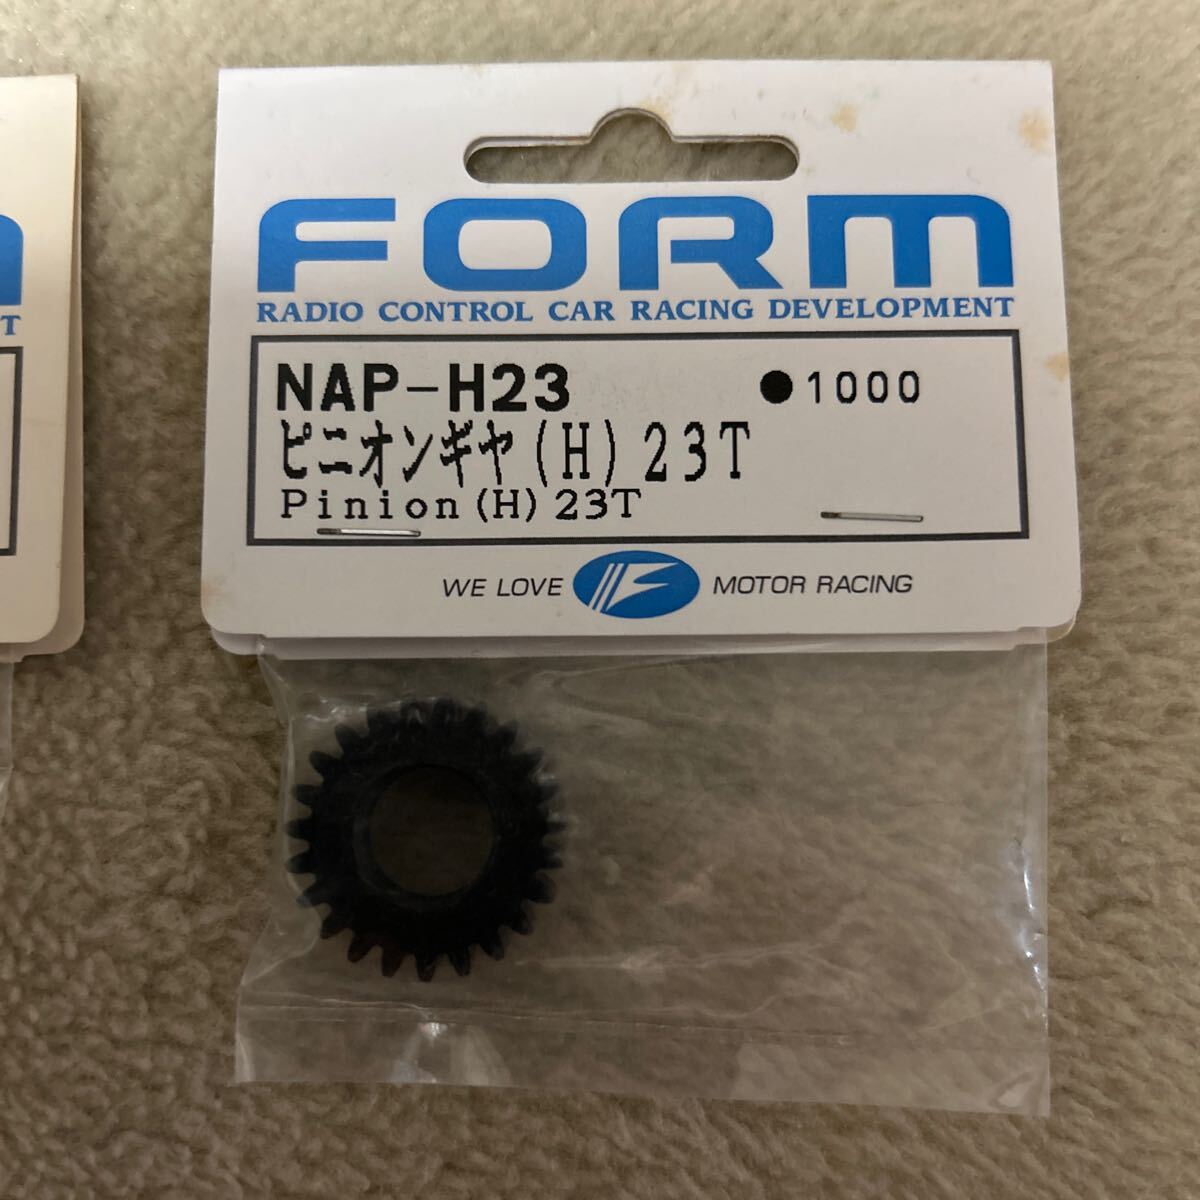 FORM
RADIO CONTROL CAR RACING DEVELOPMENT
NAP-H23 ●1000
ピニオンギヤ(H)23T
Pinion(H)23T
WE LOVE F MOTOR RACING
T